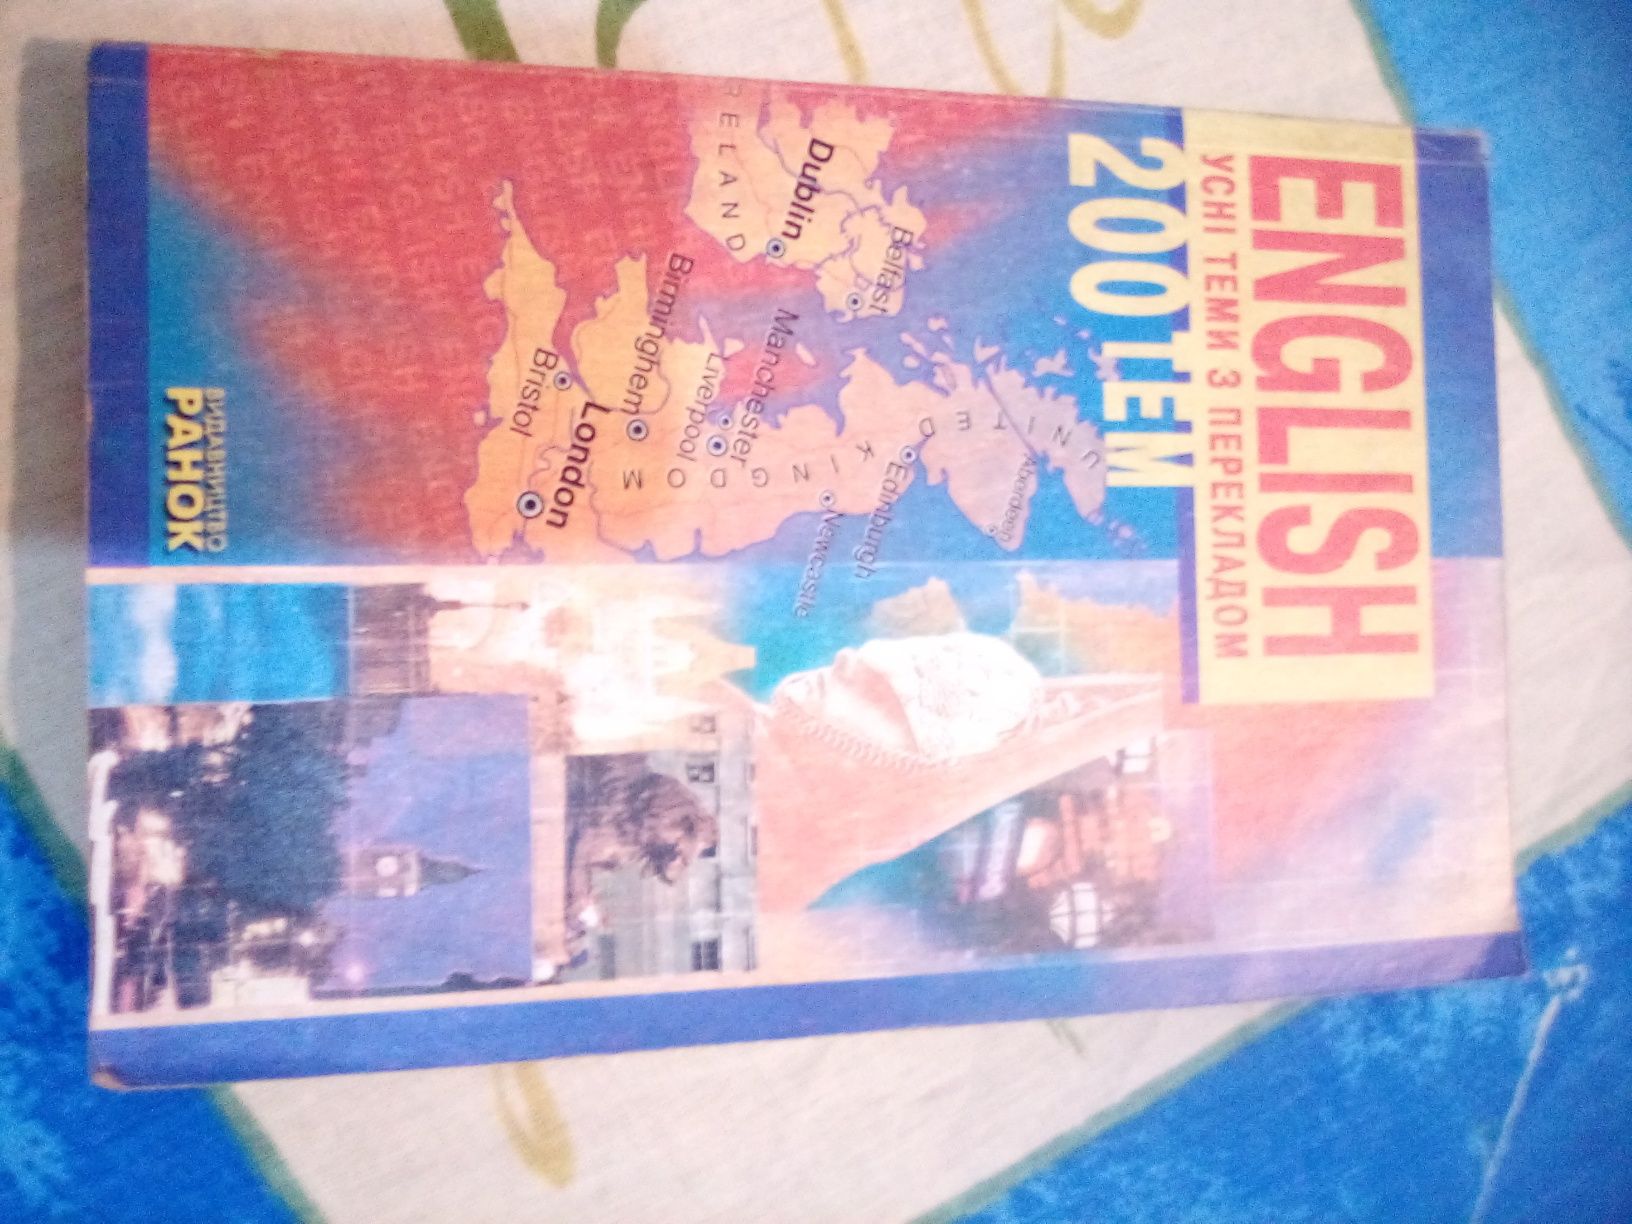 ENGLISH
УСНІ ТЕМИ З ПЕРЕКЛАДОМ
200 ТЕМ
UNITED KINGDOM
Aberdeen
Edinburgh
Newcastle
Belfast
Dublin
RELAND
Manchester
Liverpool
Birminghem
Bristol
London
ВИДАВНИЦТВО
РАНОК